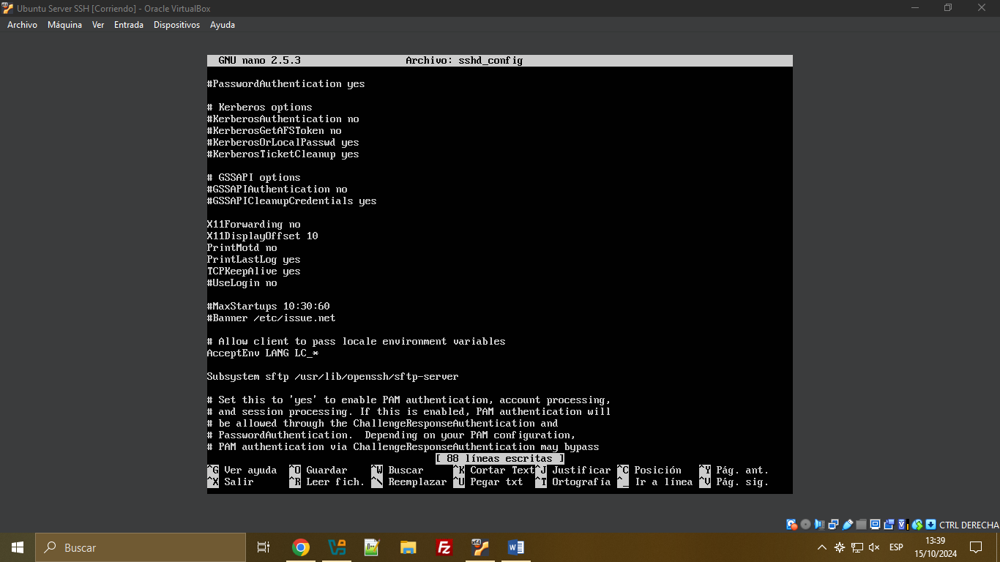 Ubuntu Server SSH [Corriendo] - Oracle VirtualBox
Archivo Máquina Ver Entrada Dispositivos Ayuda
GNU nano 2.5.3 Archivo: sshd_config
#PasswordAuthentication yes
# Kerberos options
#KerberosAuthentication no
#KerberosGetAFSToken no
#KerberosOrLocalPasswd yes
#KerberosTicketCleanup yes
# GSSAPI options
#GSSAPIAuthentication no
#GSSAPICleanupCredentials yes
X11Forwarding no
X11DisplayOffset 10
PrintMotd no
PrintLastLog yes
TCPKeepAlive yes
#UseLogin no
#MaxStartups 10:30:60
#Banner /etc/issue.net
# Allow client to pass locale environment variables
AcceptEnv LANG LC_*
Subsystem sftp /usr/lib/openssh/sftp-server
# Set this to 'yes' to enable PAM authentication, account processing,
# and session processing. If this is enabled, PAM authentication will
# be allowed through the ChallengeResponseAuthentication and
# PasswordAuthentication.  Depending on your PAM configuration,
# PAM authentication via ChallengeResponseAuthentication may bypass
[ 88 líneas escritas ]
^G Ver ayuda ^O Guardar ^W Buscar ^K Cortar Text ^J Justificar ^C Posición ^Y Pág. ant.
^X Salir ^R Leer fich. ^\ Reemplazar ^U Pegar txt ^T Ortografía ^_ Ir a línea ^V Pág. sig.
CTRL DERECHA
Buscar
ESP
13:39
15/10/2024